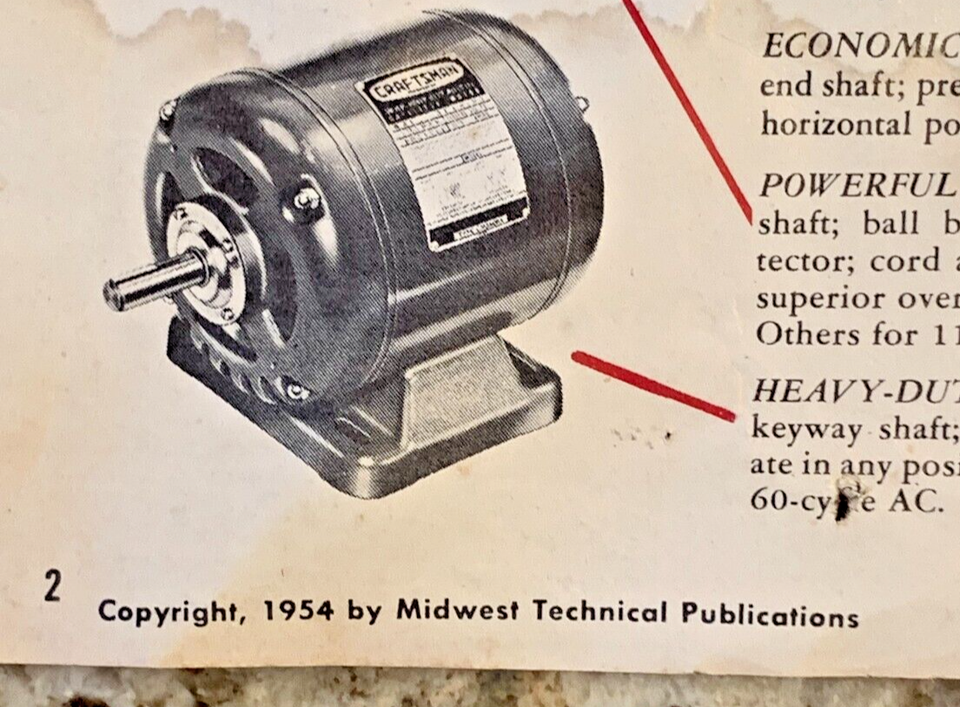 CRAFTSMAN
ECONOMIC
end shaft; pre
horizontal po
POWERFUL
shaft; ball b
tector; cord a
superior over
Others for 11
HEAVY-DUT
keyway shaft;
ate in any posi
60-cy e AC.
2
Copyright, 1954 by Midwest Technical Publications